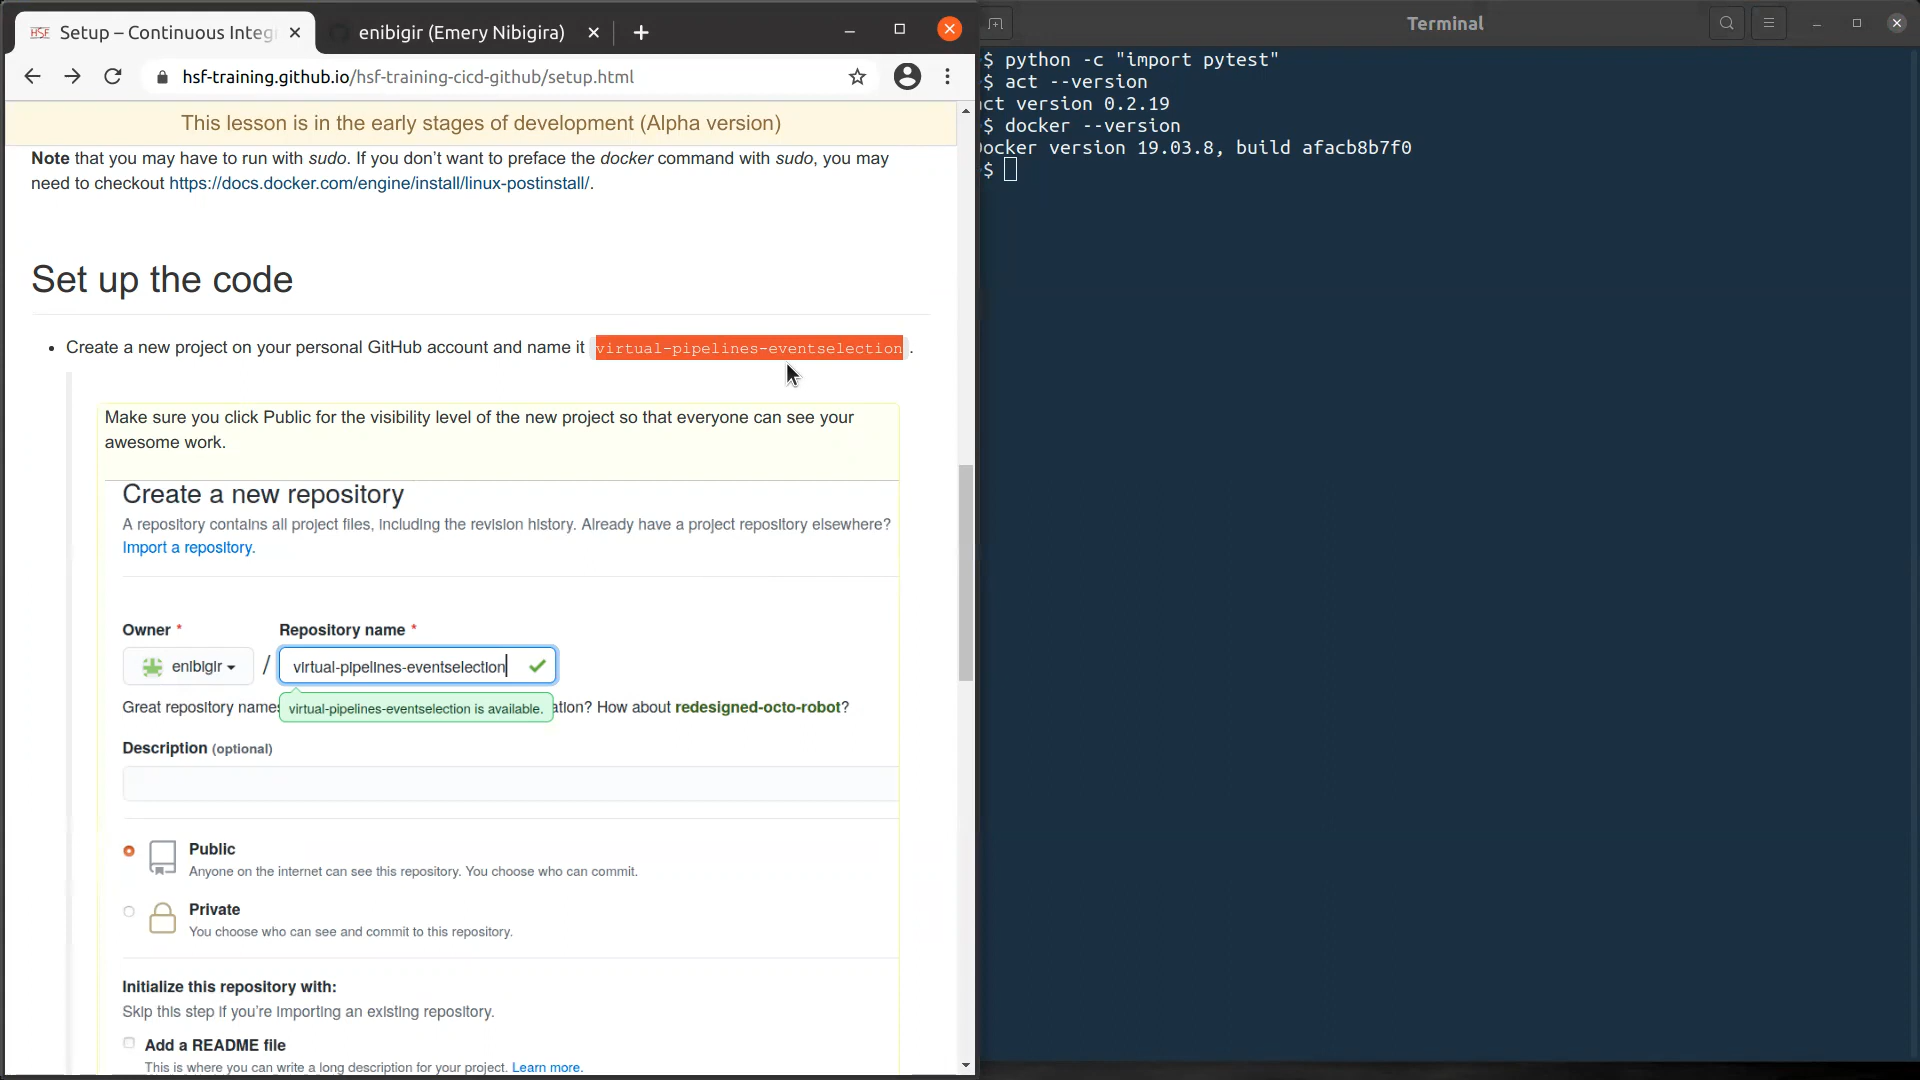 Setup – Continuous Integ
enibigir (Emery Nibigira)
hsf-training.github.io/hsf-training-cicd-github/setup.html
This lesson is in the early stages of development (Alpha version)
Note that you may have to run with sudo. If you don’t want to preface the docker command with sudo, you may
need to checkout https://docs.docker.com/engine/install/linux-postinstall/.
Set up the code
• Create a new project on your personal GitHub account and name it virtual-pipelines-eventselection .
Make sure you click Public for the visibility level of the new project so that everyone can see your
awesome work.
Create a new repository
A repository contains all project files, including the revision history. Already have a project repository elsewhere?
Import a repository.
Owner * Repository name *
enibigir / virtual-pipelines-eventselection
Great repository names virtual-pipelines-eventselection is available. ation? How about redesigned-octo-robot?
Description (optional)
Public
Anyone on the internet can see this repository. You choose who can commit.
Private
You choose who can see and commit to this repository.
Initialize this repository with:
Skip this step if you’re importing an existing repository.
Add a README file
This is where you can write a long description for your project. Learn more.
Terminal
$ python -c "import pytest"
$ act --version
act version 0.2.19
$ docker --version
Docker version 19.03.8, build afacb8b7f0
$